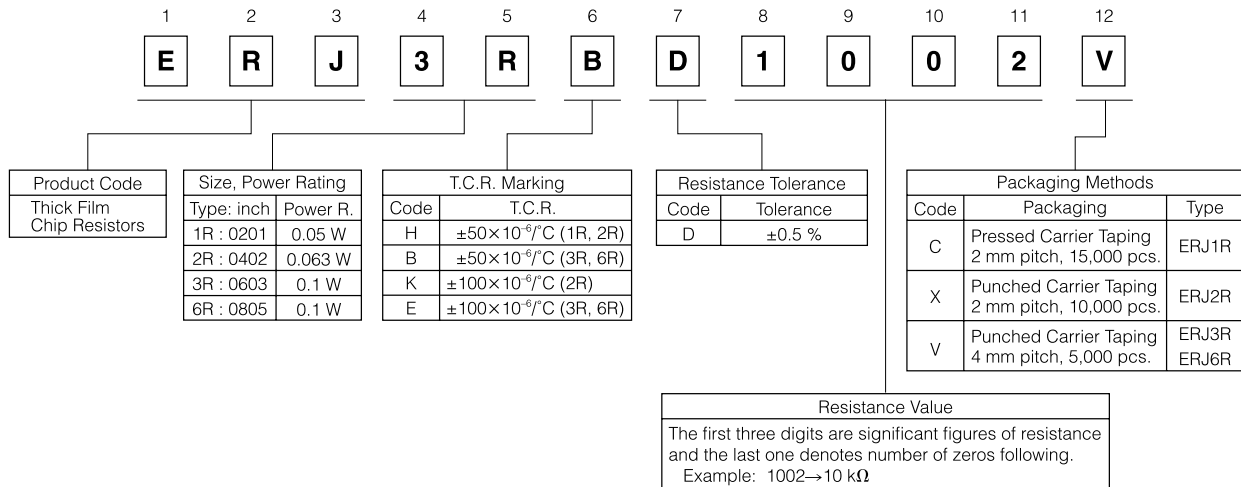 1 2 3 4 5 6 7 8 9 10 11 12
E R J 3 R B D 1 0 0 2 V
Product Code
Thick Film
Chip Resistors
Size, Power Rating
Type: inch Power R.
1R : 0201 0.05 W
2R : 0402 0.063 W
3R : 0603 0.1 W
6R : 0805 0.1 W
T.C.R. Marking
Code T.C.R.
H ±50×10⁻⁶/°C (1R, 2R)
B ±50×10⁻⁶/°C (3R, 6R)
K ±100×10⁻⁶/°C (2R)
E ±100×10⁻⁶/°C (3R, 6R)
Resistance Tolerance
Code Tolerance
D ±0.5 %
Packaging Methods
Code Packaging Type
C Pressed Carrier Taping
2 mm pitch, 15,000 pcs. ERJ1R
X Punched Carrier Taping
2 mm pitch, 10,000 pcs. ERJ2R
V Punched Carrier Taping ERJ3R
4 mm pitch, 5,000 pcs. ERJ6R
Resistance Value
The first three digits are significant figures of resistance
and the last one denotes number of zeros following.
Example: 1002→10 kΩ